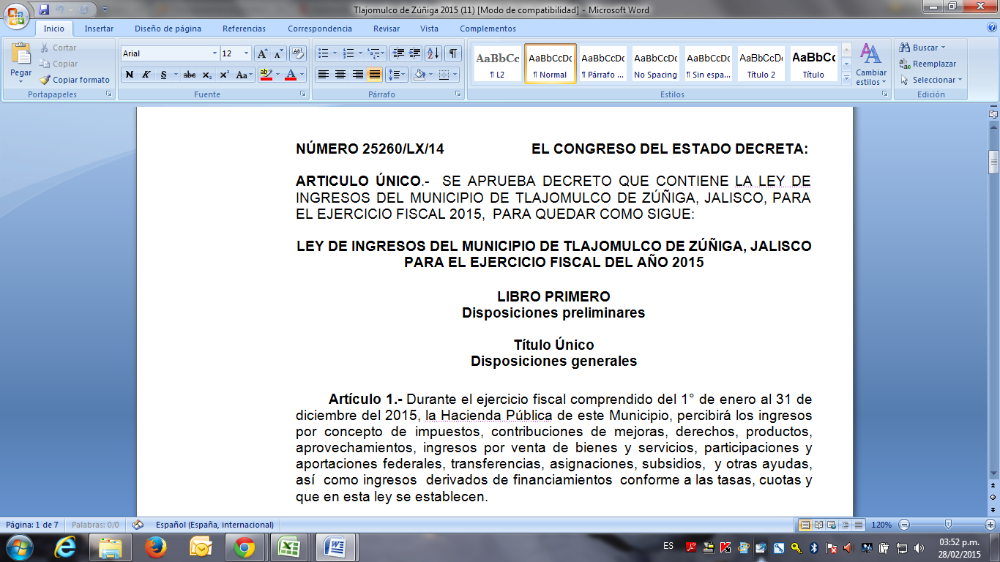 Tlajomulco de Zúñiga 2015 (11) [Modo de compatibilidad] - Microsoft Word
Inicio Insertar Diseño de página Referencias Correspondencia Revisar Vista Complementos
Pegar
Cortar
Copiar
Copiar formato
Portapapeles
Arial 12
N K S abc x₂ x² Aa
Fuente
Párrafo
AaBbCc AaBbCcDc AaBbCcDc AaBbCcDc AaBbCcDc AaBbCcDc AaBbCc
¶ L2 ¶ Normal ¶ Párrafo ... No Spacing ¶ Sin espa... Título 2 Título
Cambiar estilos
Estilos
Buscar
Reemplazar
Seleccionar
Edición
NÚMERO 25260/LX/14 EL CONGRESO DEL ESTADO DECRETA:
ARTICULO ÚNICO.- SE APRUEBA DECRETO QUE CONTIENE LA LEY DE
INGRESOS DEL MUNICIPIO DE TLAJOMULCO DE ZÚÑIGA, JALISCO, PARA
EL EJERCICIO FISCAL 2015, PARA QUEDAR COMO SIGUE:
LEY DE INGRESOS DEL MUNICIPIO DE TLAJOMULCO DE ZÚÑIGA, JALISCO
PARA EL EJERCICIO FISCAL DEL AÑO 2015
LIBRO PRIMERO
Disposiciones preliminares
Título Único
Disposiciones generales
Artículo 1.- Durante el ejercicio fiscal comprendido del 1° de enero al 31 de
diciembre del 2015, la Hacienda Pública de este Municipio, percibirá los ingresos
por concepto de impuestos, contribuciones de mejoras, derechos, productos,
aprovechamientos, ingresos por venta de bienes y servicios, participaciones y
aportaciones federales, transferencias, asignaciones, subsidios, y otras ayudas,
así como ingresos derivados de financiamientos conforme a las tasas, cuotas y
que en esta ley se establecen.
Página: 1 de 7 Palabras: 0/0 Español (España, internacional) 120%
ES 03:52 p.m.
28/02/2015